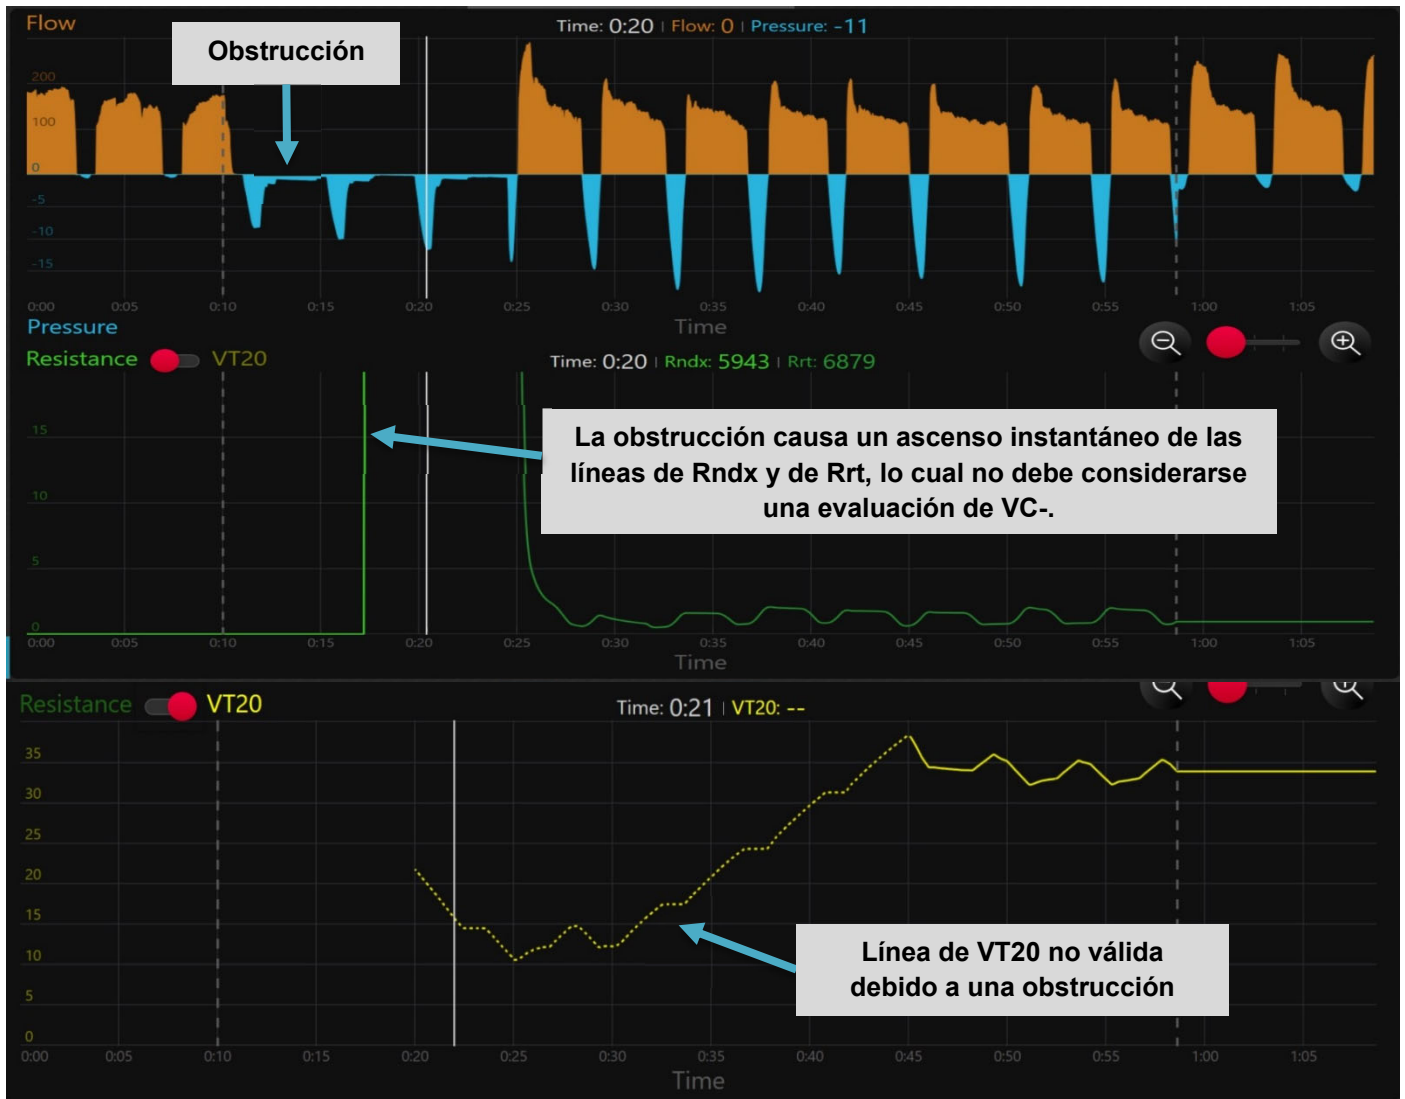 Flow
Time: 0:20 | Flow: 0 | Pressure: -11
Obstrucción
200
100
0
-5
-10
-15
0:00 0:05 0:10 0:15 0:20 0:25 0:30 0:35 0:40 0:45 0:50 0:55 1:00 1:05
Time
Pressure
Resistance VT20
Time: 0:20 | Rndx: 5943 | Rrt: 6879
La obstrucción causa un ascenso instantáneo de las
líneas de Rndx y de Rrt, lo cual no debe considerarse
una evaluación de VC-.
15
10
5
0
0:00 0:05 0:10 0:15 0:20 0:25 0:30 0:35 0:40 0:45 0:50 0:55 1:00 1:05
Time
Resistance VT20
Time: 0:21 | VT20: --
35
30
25
20
15
10
5
0
Línea de VT20 no válida
debido a una obstrucción
0:00 0:05 0:10 0:15 0:20 0:25 0:30 0:35 0:40 0:45 0:50 0:55 1:00 1:05
Time